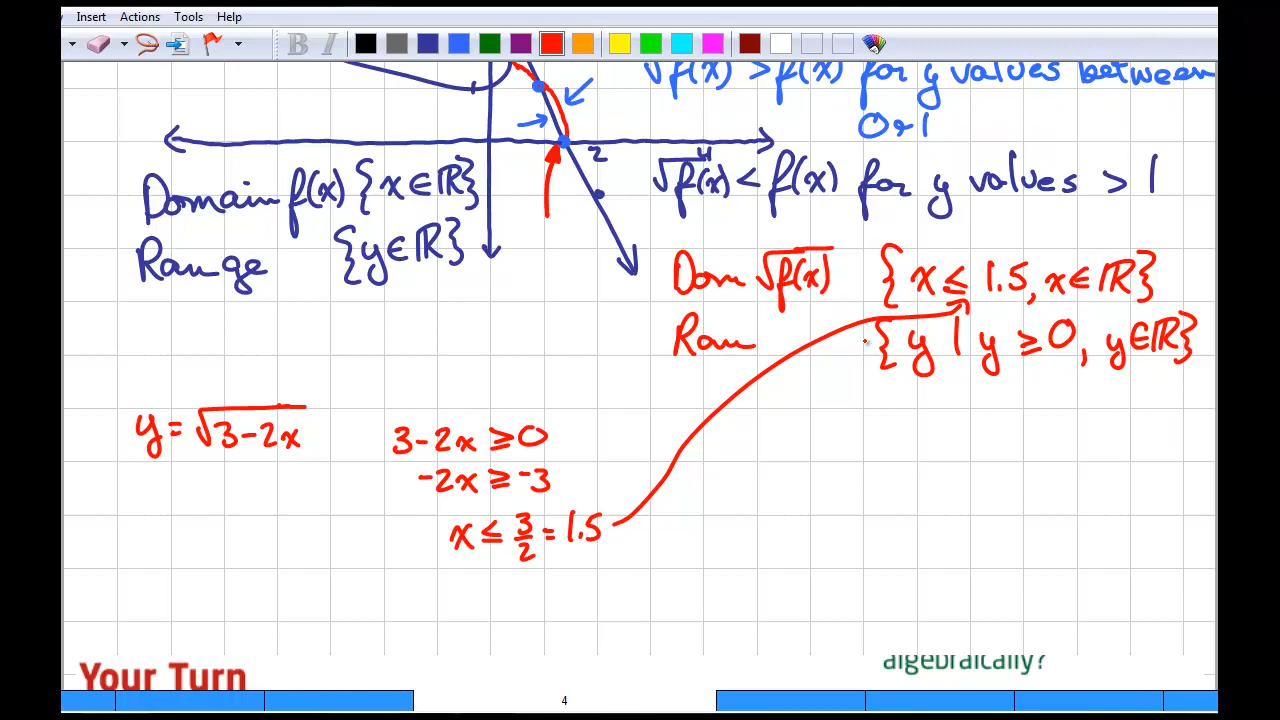 Insert Actions Tools Help
B I
√f(x) > f(x) for y values between
0 & 1
2
4
√f(x) < f(x) for y values > 1
Domain f(x) {x∈ℝ}
Range {y∈ℝ}
Dom √f(x) {x ≤ 1.5, x∈ℝ}
Ran {y | y ≥ 0, y∈ℝ}
y = √3-2x
3-2x ≥ 0
-2x ≥ -3
x ≤ 3/2 = 1.5
algebraically?
Your Turn
4